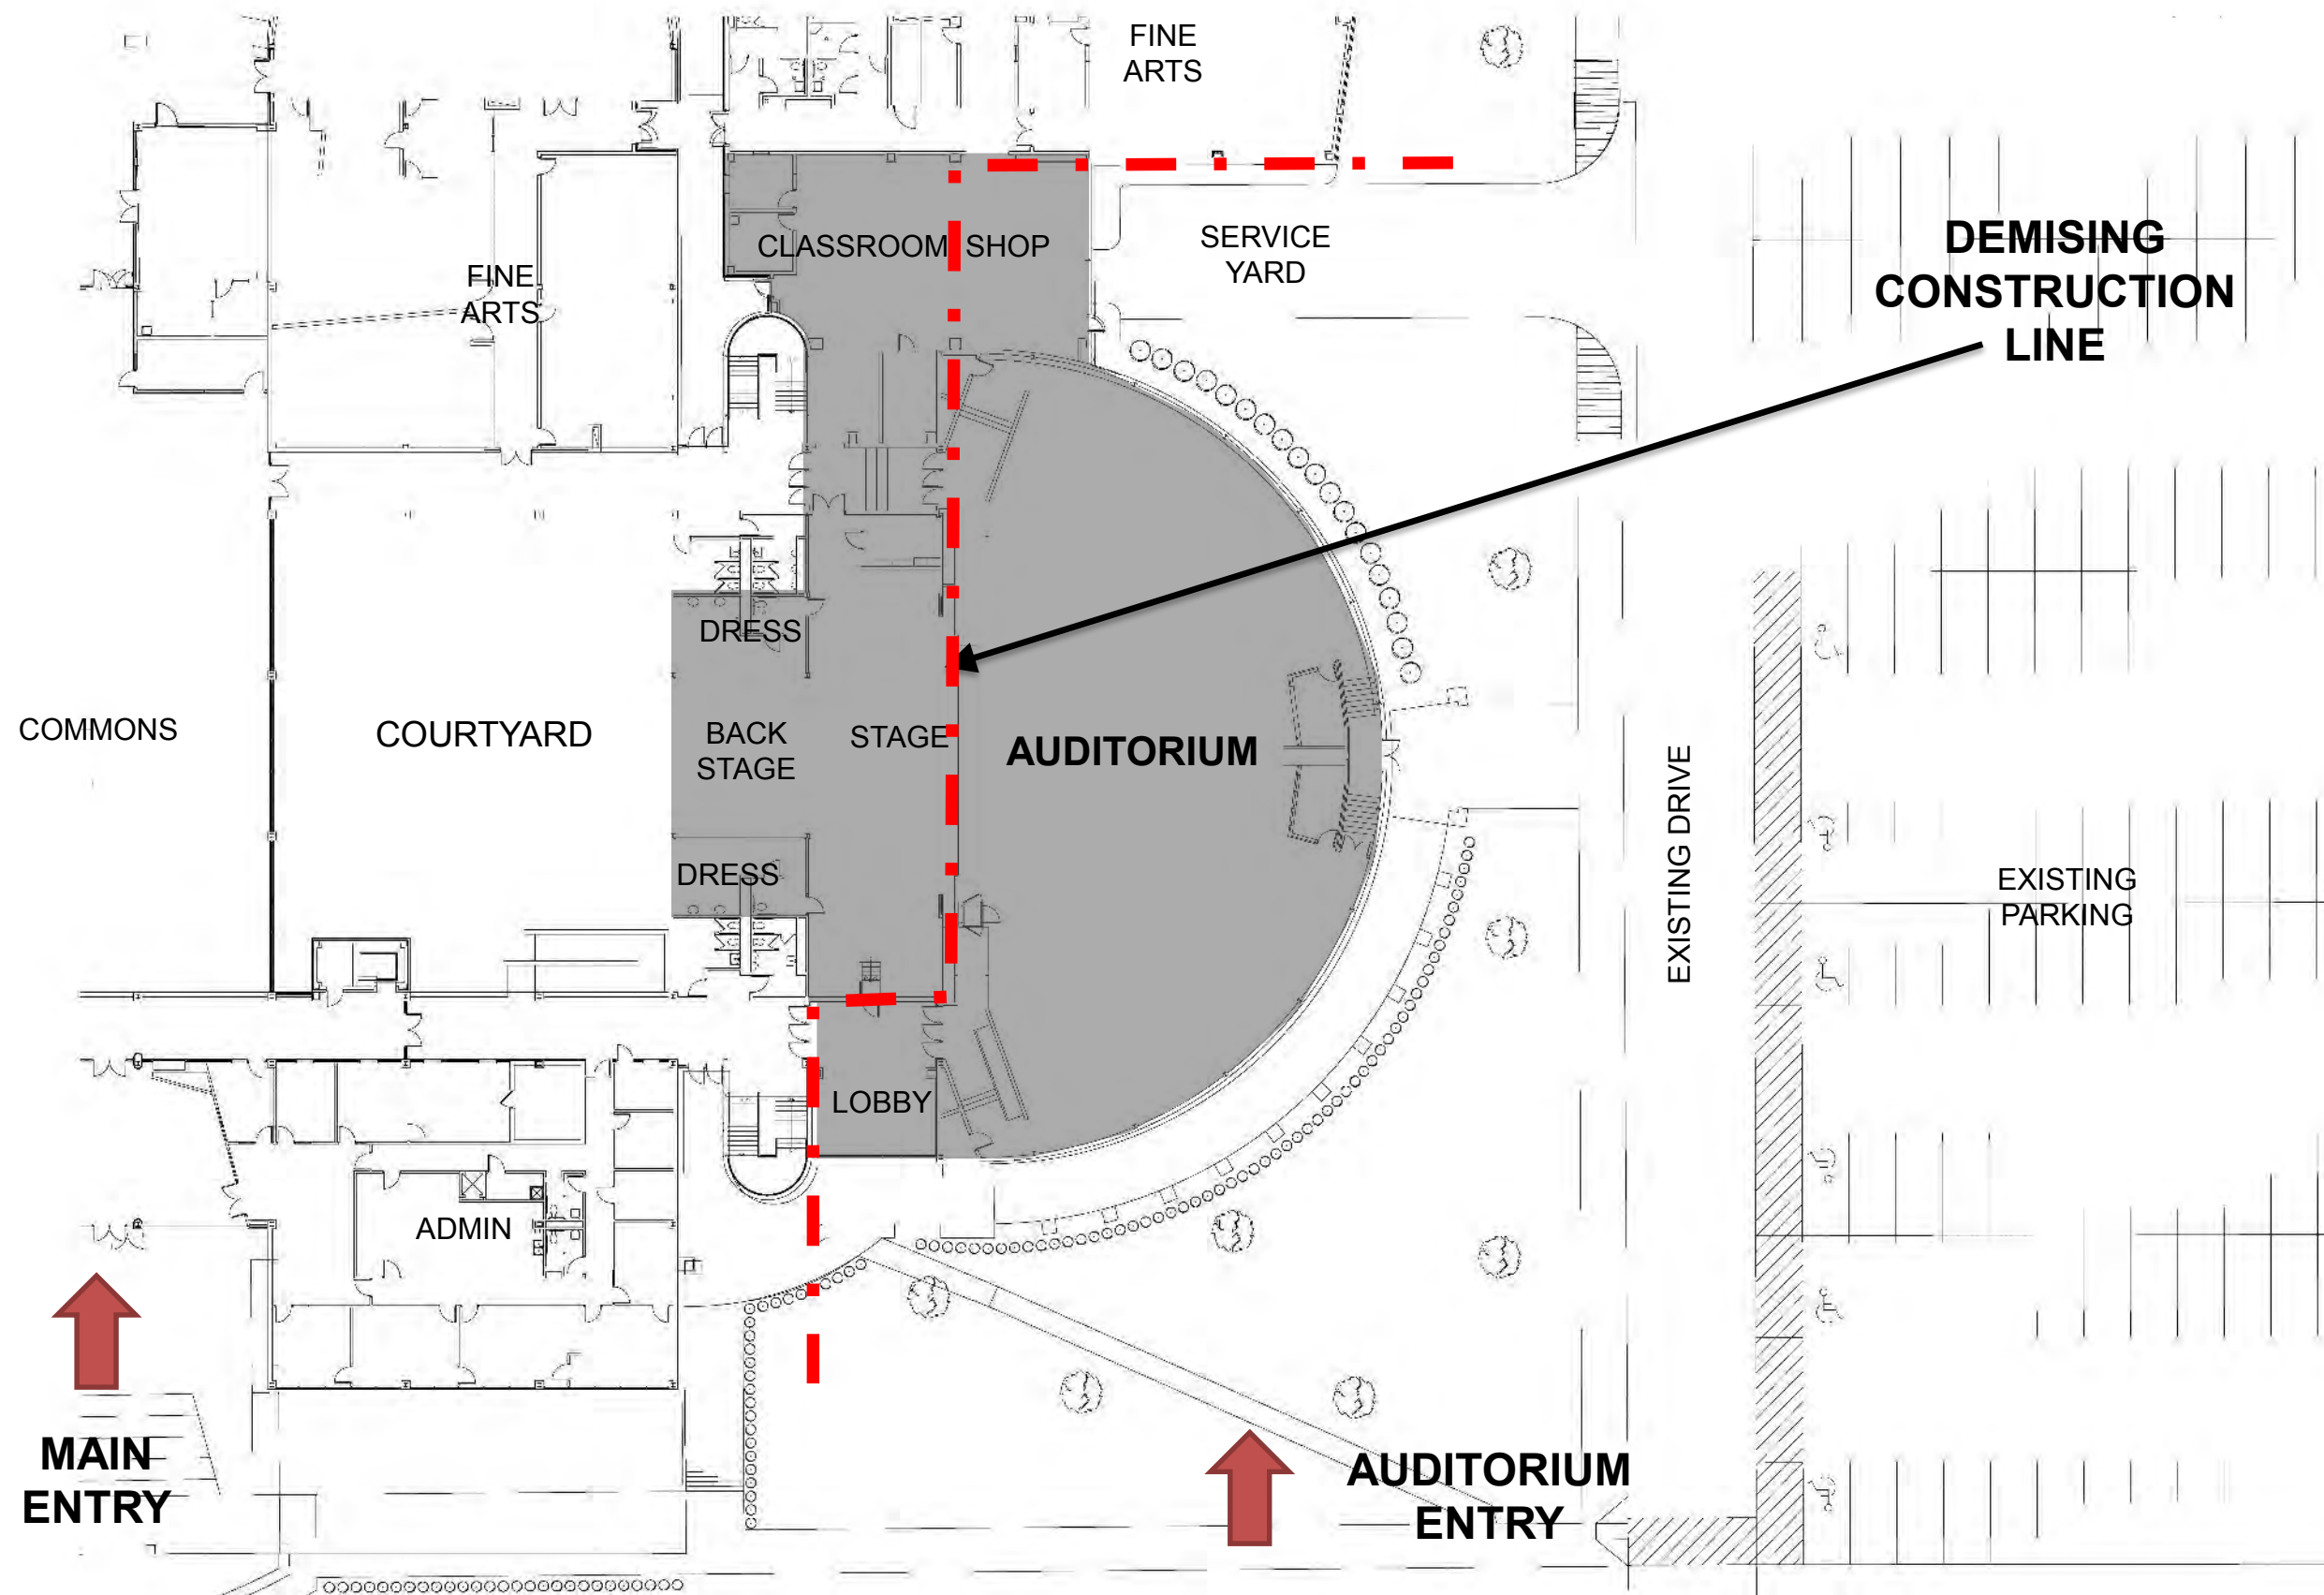 FINE
ARTS
CLASSROOM
SHOP
SERVICE
YARD
DEMISING
CONSTRUCTION
LINE
FINE
ARTS
DRESS
COMMONS
COURTYARD
BACK
STAGE
STAGE
AUDITORIUM
EXISTING DRIVE
DRESS
EXISTING
PARKING
LOBBY
ADMIN
MAIN
ENTRY
AUDITORIUM
ENTRY